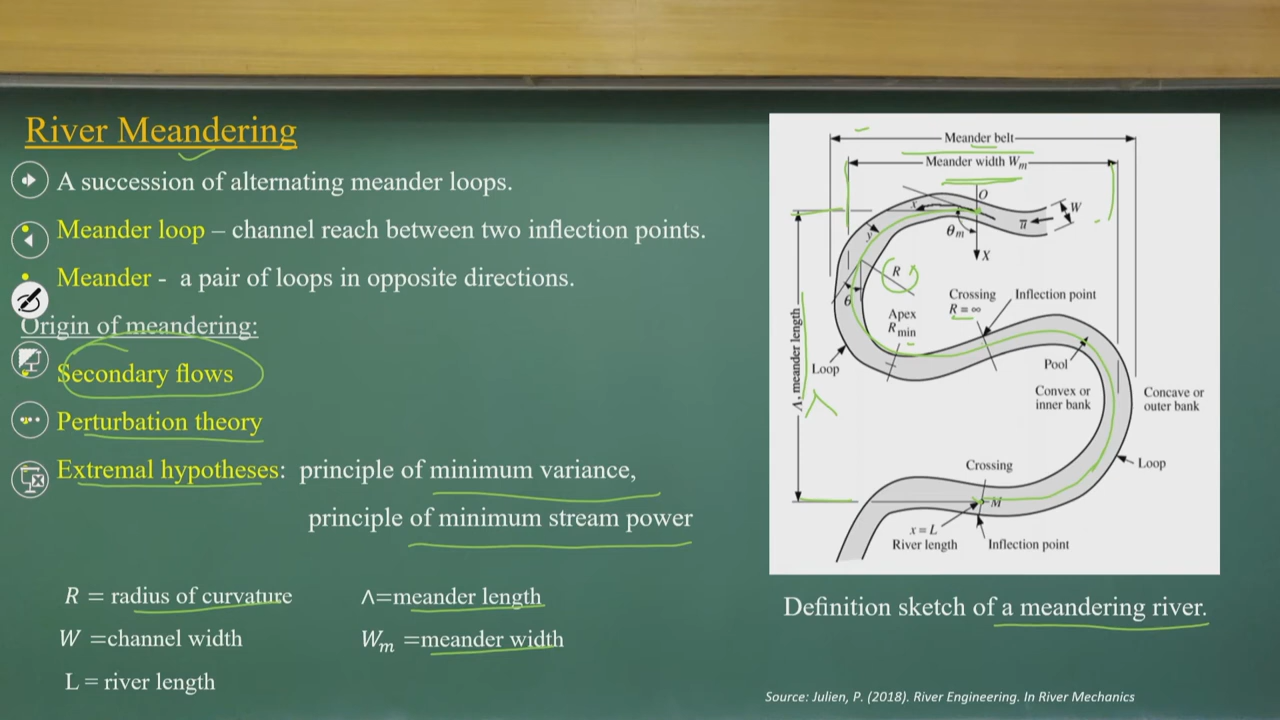 River Meandering
A succession of alternating meander loops.
Meander loop – channel reach between two inflection points.
Meander - a pair of loops in opposite directions.
Origin of meandering:
Secondary flows
Perturbation theory
Extremal hypotheses: principle of minimum variance,
principle of minimum stream power
R = radius of curvature
Λ=meander length
W =channel width
Wm =meander width
L = river length
Meander belt
Meander width Wm
O
x
W
ū
θm
y
X
R
θ
Crossing
R = ∞
Inflection point
Apex
Rmin
Λ, meander length
Loop
Pool
Convex or
inner bank
Concave or
outer bank
Loop
Crossing
M
x = L
River length
Inflection point
Definition sketch of a meandering river.
Source: Julien, P. (2018). River Engineering. In River Mechanics